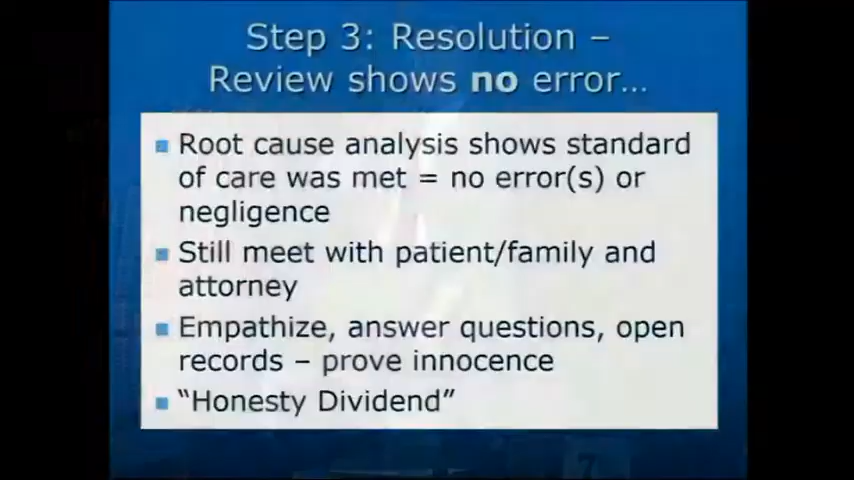 Step 3: Resolution –
Review shows no error...
Root cause analysis shows standard
of care was met = no error(s) or
negligence
Still meet with patient/family and
attorney
Empathize, answer questions, open
records – prove innocence
“Honesty Dividend”